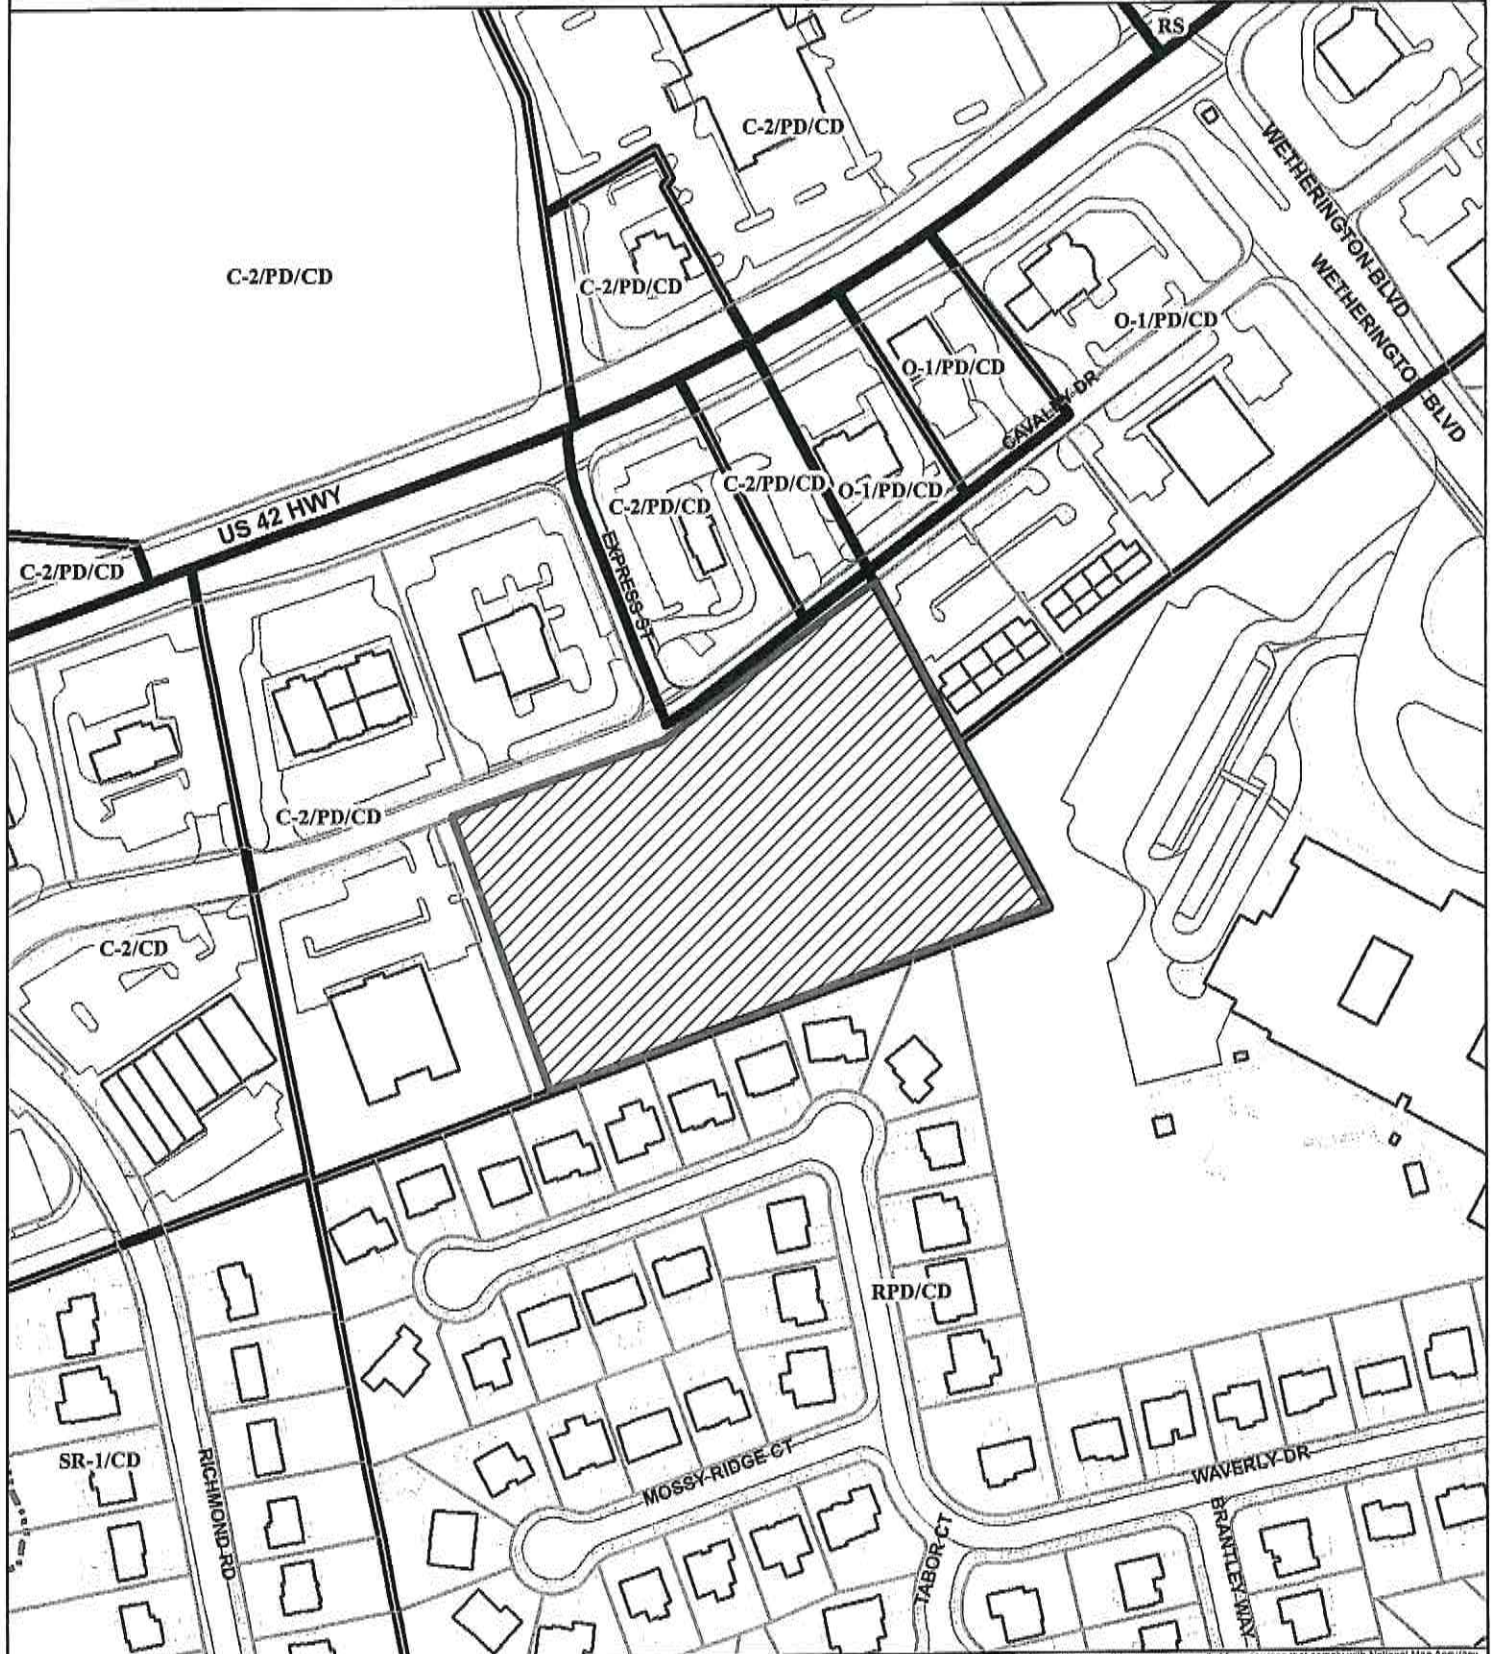 RS
C-2/PD/CD
WETHERINGTON-BLVD
C-2/PD/CD
C-2/PD/CD
WETHERINGTON-BLVD
O-1/PD/CD
O-1/PD/CD
CAVALRY-DR
C-2/PD/CD
O-1/PD/CD
C-2/PD/CD
US 42 HWY
EXPRESS-ST
C-2/PD/CD
C-2/PD/CD
C-2/CD
RPD/CD
SR-1/CD
RICHMOND-RD
MOSSY-RIDGE-CT
WAVERLY-DR
TABOR-CT
BRANTLEY-WAY